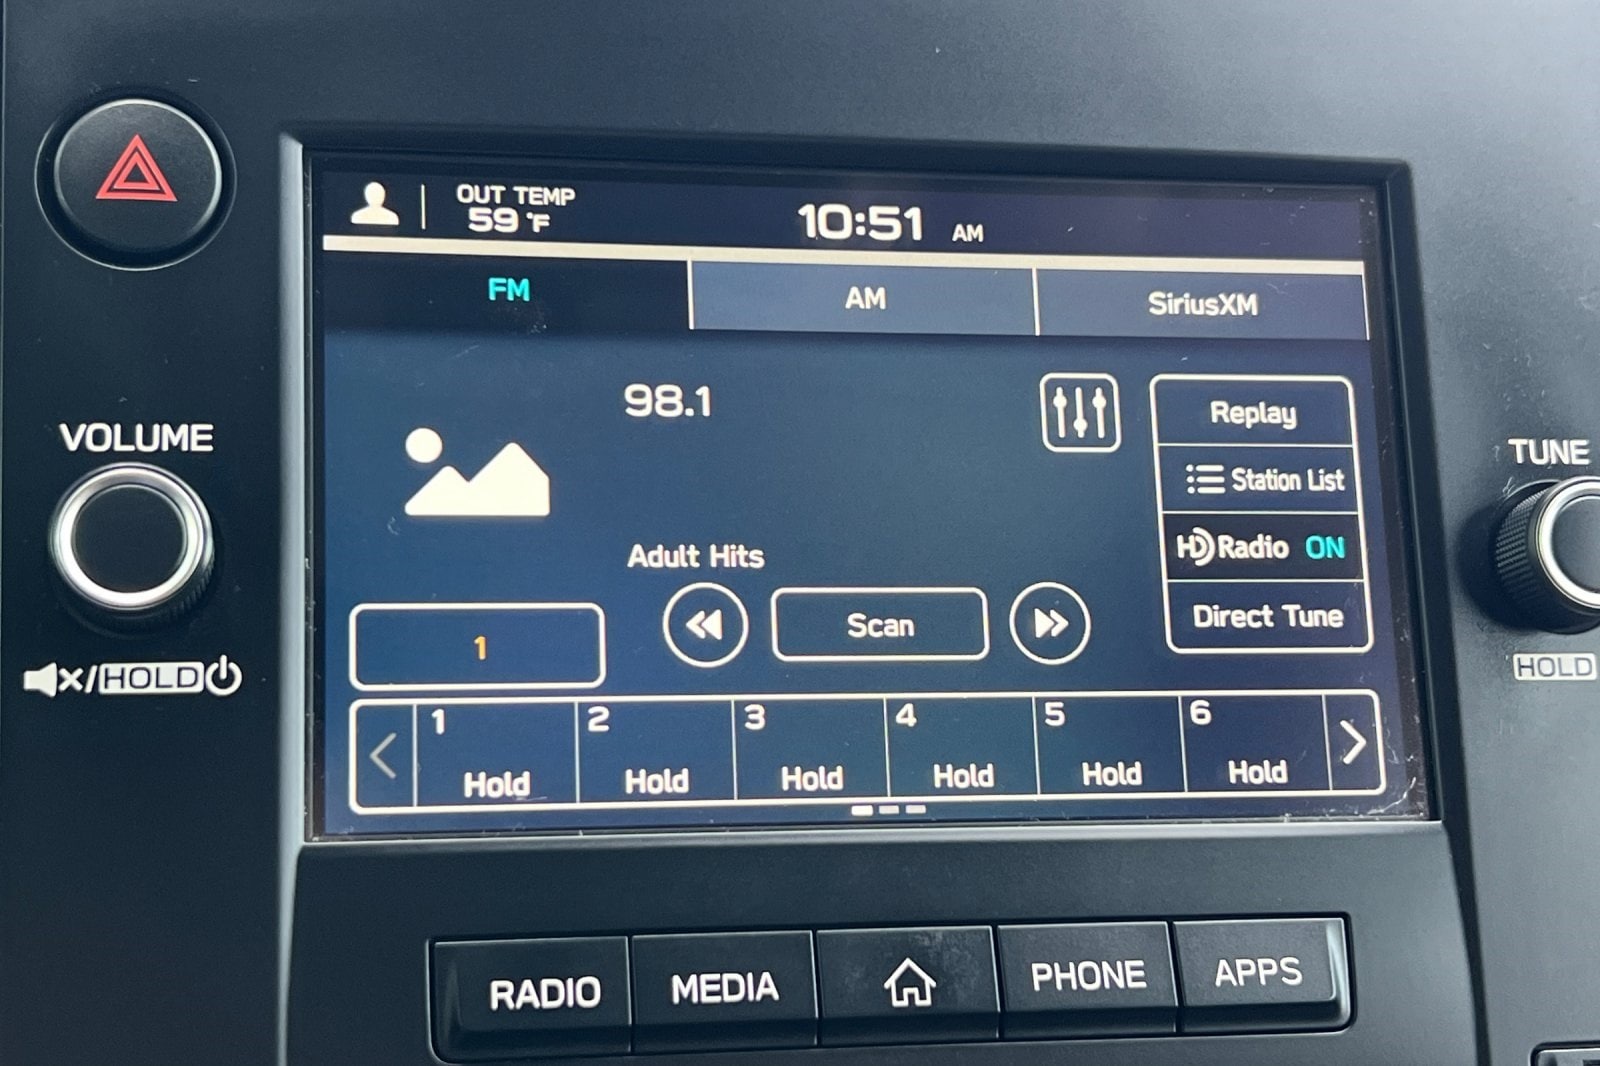 OUT TEMP
59 °F
10:51 AM
FM
AM
SiriusXM
98.1
Replay
Station List
HD Radio ON
Direct Tune
Adult Hits
1
Scan
1
Hold
2
Hold
3
Hold
4
Hold
5
Hold
6
Hold
VOLUME
/HOLD
TUNE
HOLD
RADIO
MEDIA
PHONE
APPS